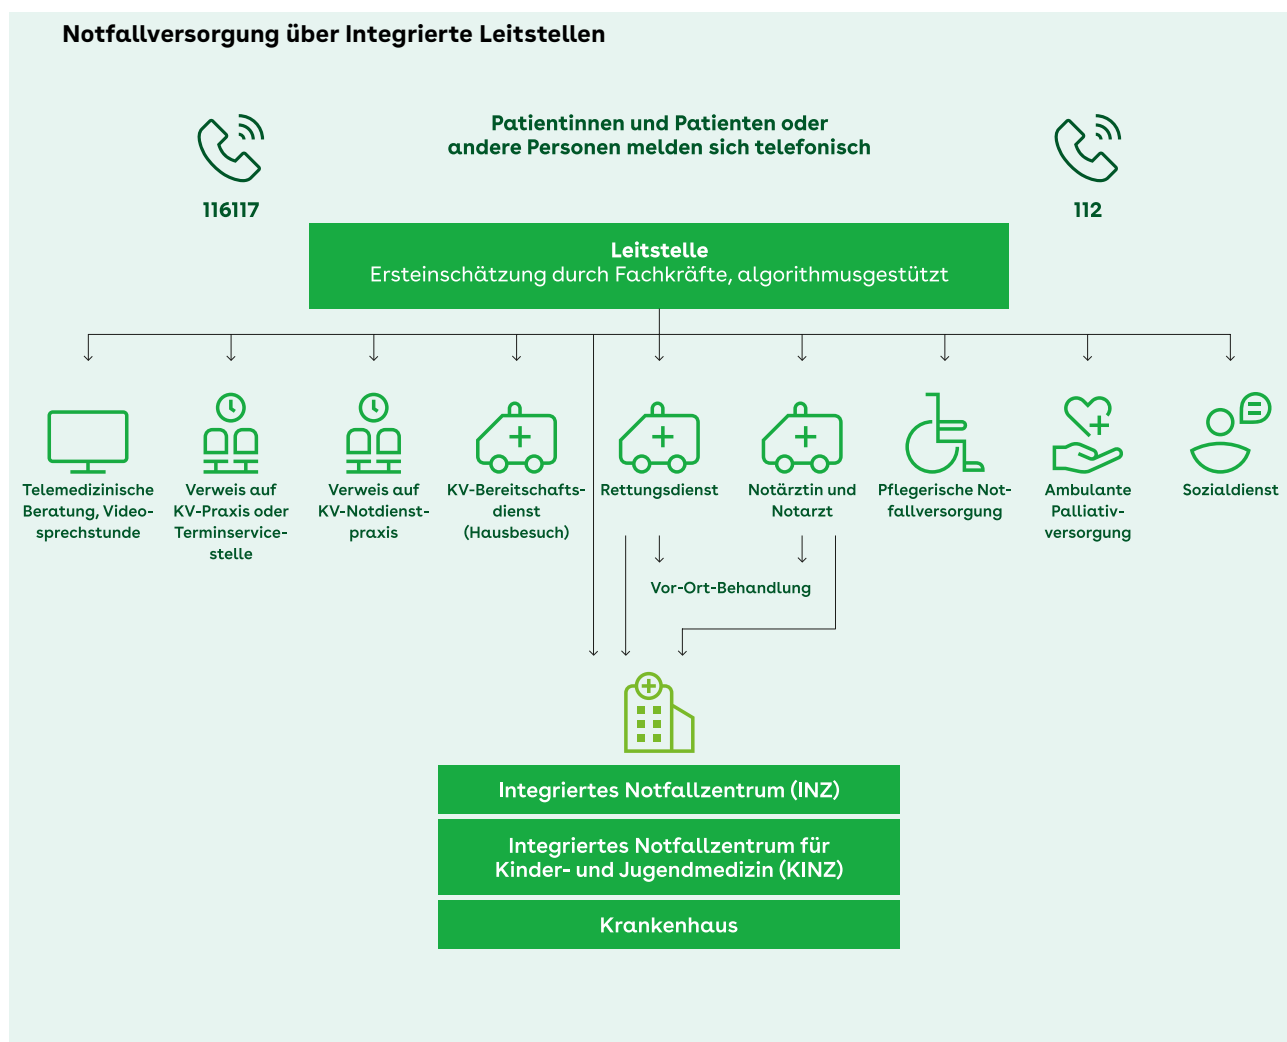 Notfallversorgung über Integrierte Leitstellen
Patientinnen und Patienten oder
andere Personen melden sich telefonisch
116117
112
Leitstelle
Ersteinschätzung durch Fachkräfte, algorithmusgestützt
Telemedizinische
Beratung, Video-
sprechstunde
Verweis auf
KV-Praxis oder
Terminservice-
stelle
Verweis auf
KV-Notdienst-
praxis
KV-Bereitschafts-
dienst
(Hausbesuch)
Rettungsdienst
Notärztin und
Notarzt
Pflegerische Not-
fallversorgung
Ambulante
Palliativ-
versorgung
Sozialdienst
Vor-Ort-Behandlung
Integriertes Notfallzentrum (INZ)
Integriertes Notfallzentrum für
Kinder- und Jugendmedizin (KINZ)
Krankenhaus